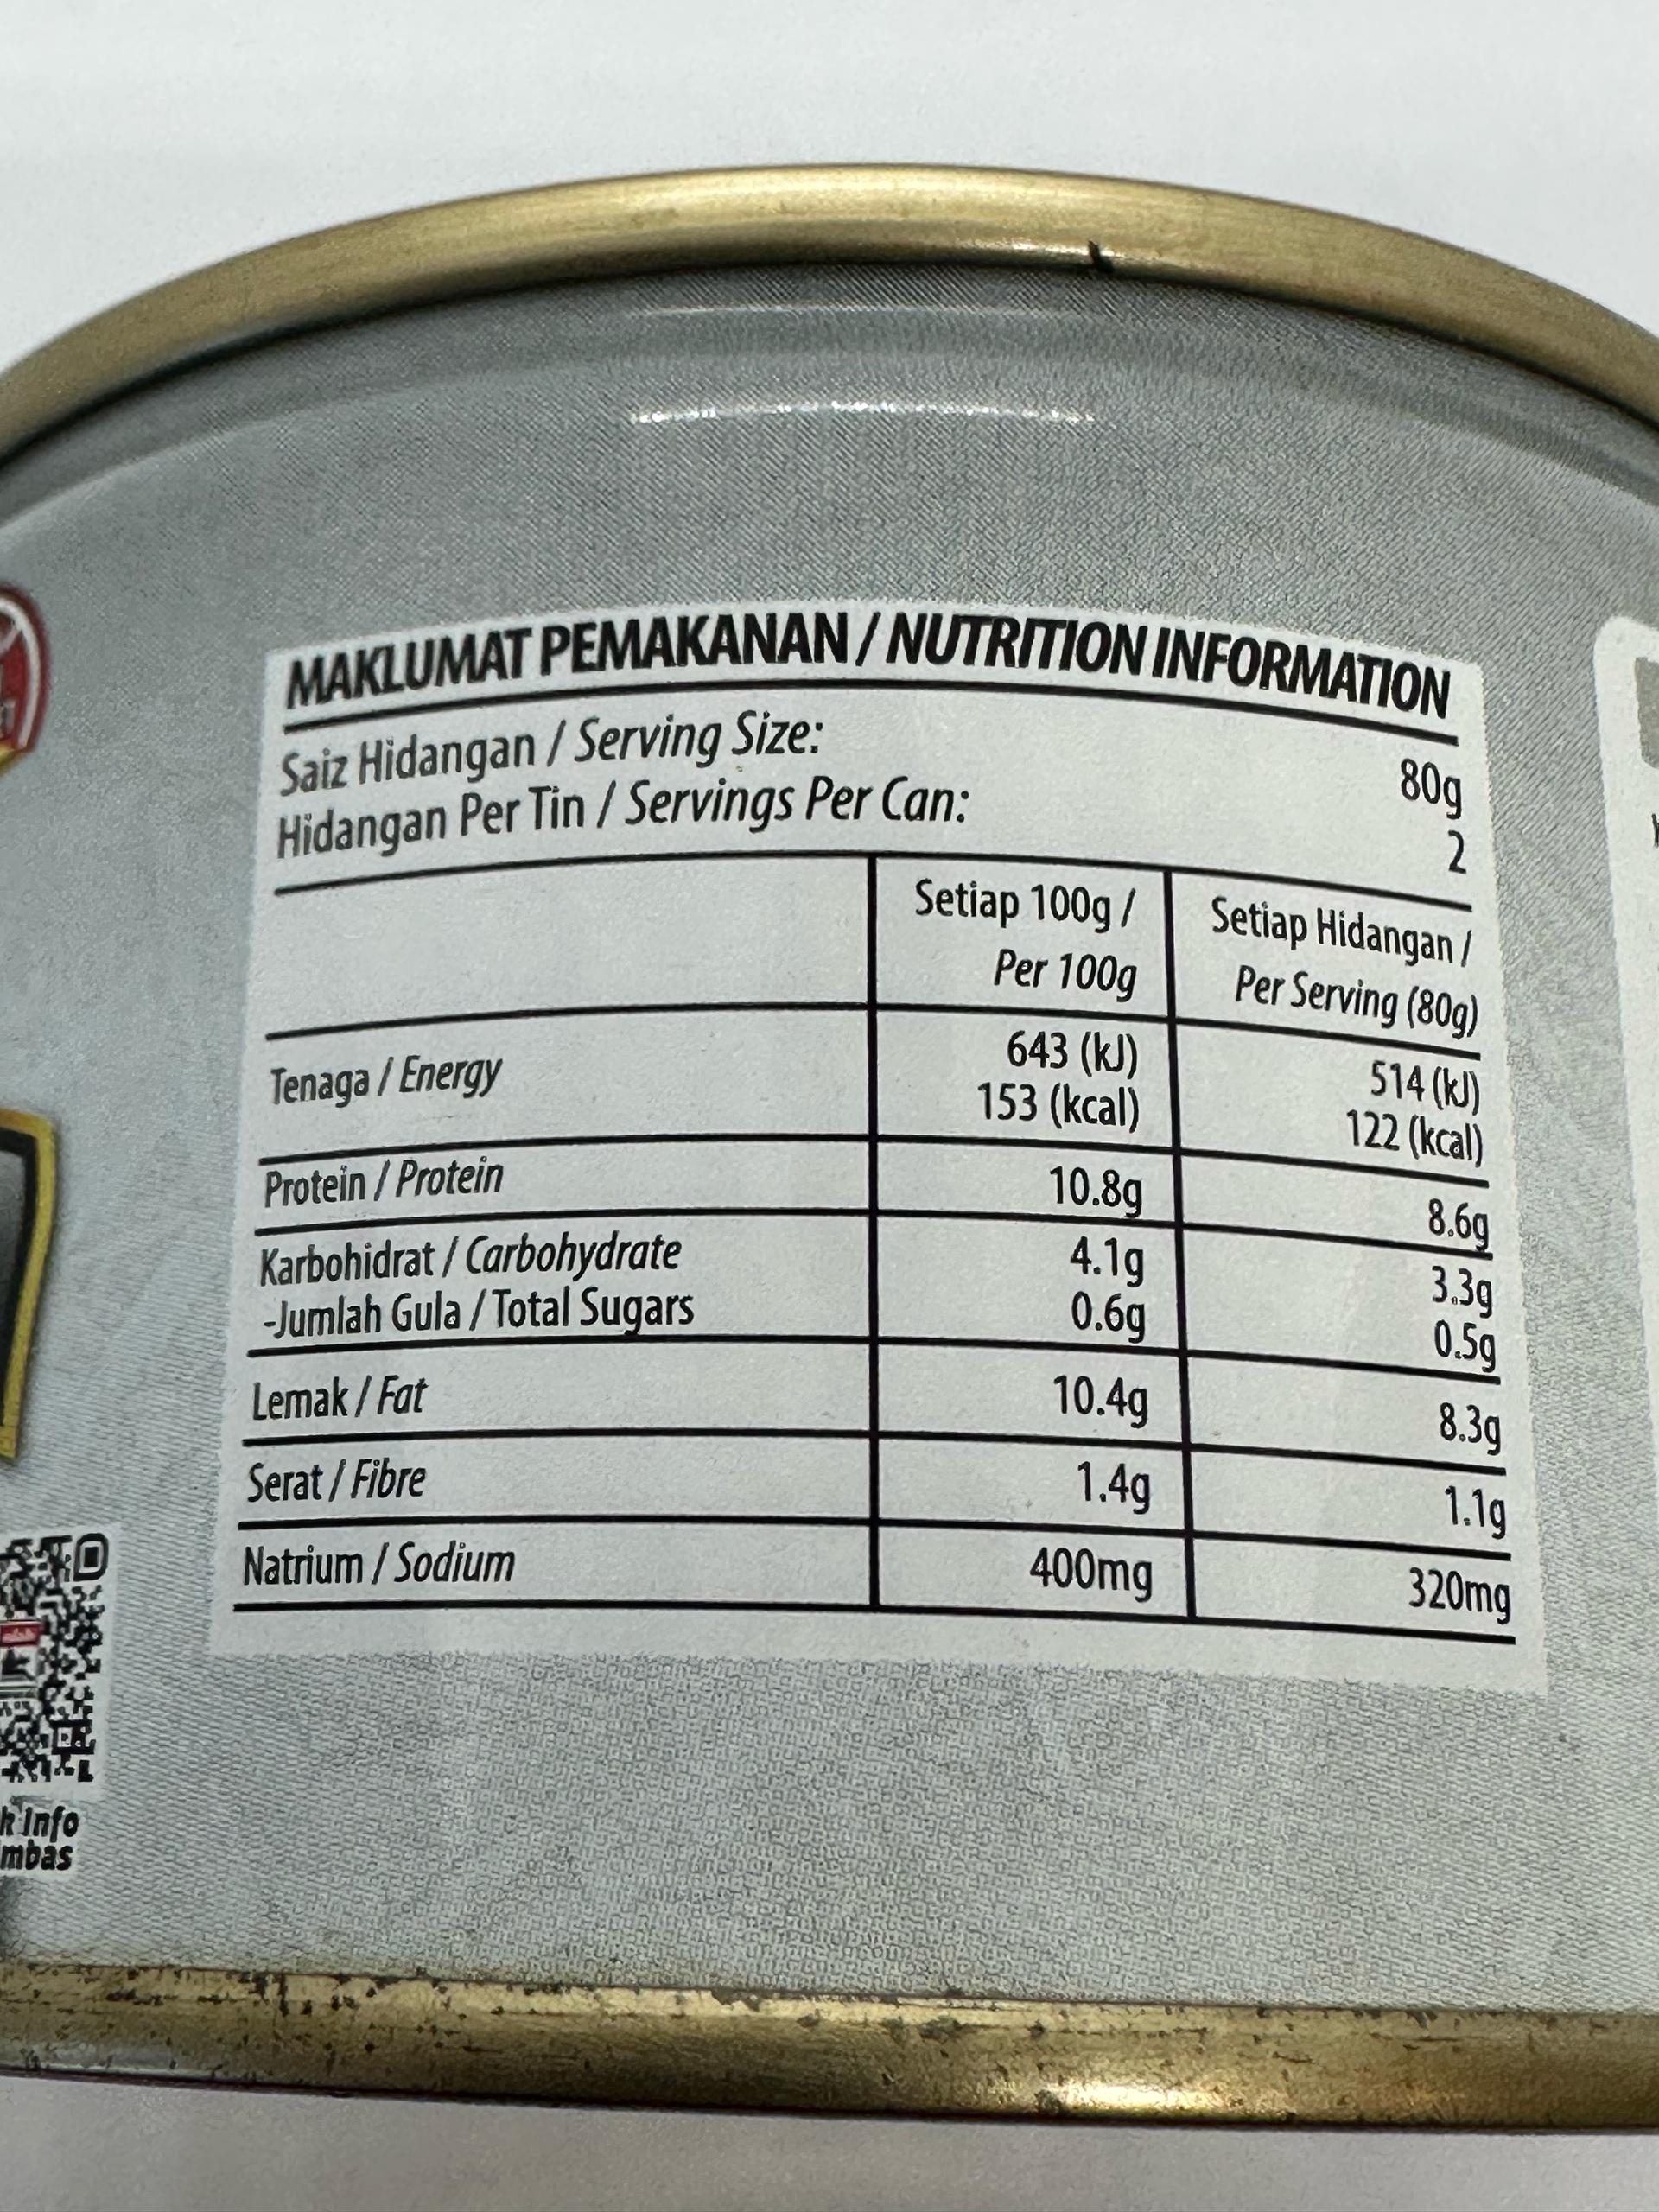 MAKLUMAT PEMAKANAN / NUTRITION INFORMATION
Saiz Hidangan / Serving Size: 80g
Hidangan Per Tin / Servings Per Can: 2
Setiap 100g / Setiap Hidangan /
Per 100g Per Serving (80g)
Tenaga / Energy 643 (kJ) 514 (kJ)
153 (kcal) 122 (kcal)
Protein / Protein 10.8g 8.6g
Karbohidrat / Carbohydrate 4.1g 3.3g
-Jumlah Gula / Total Sugars 0.6g 0.5g
Lemak / Fat 10.4g 8.3g
Serat / Fibre 1.4g 1.1g
Natrium / Sodium 400mg 320mg
Info